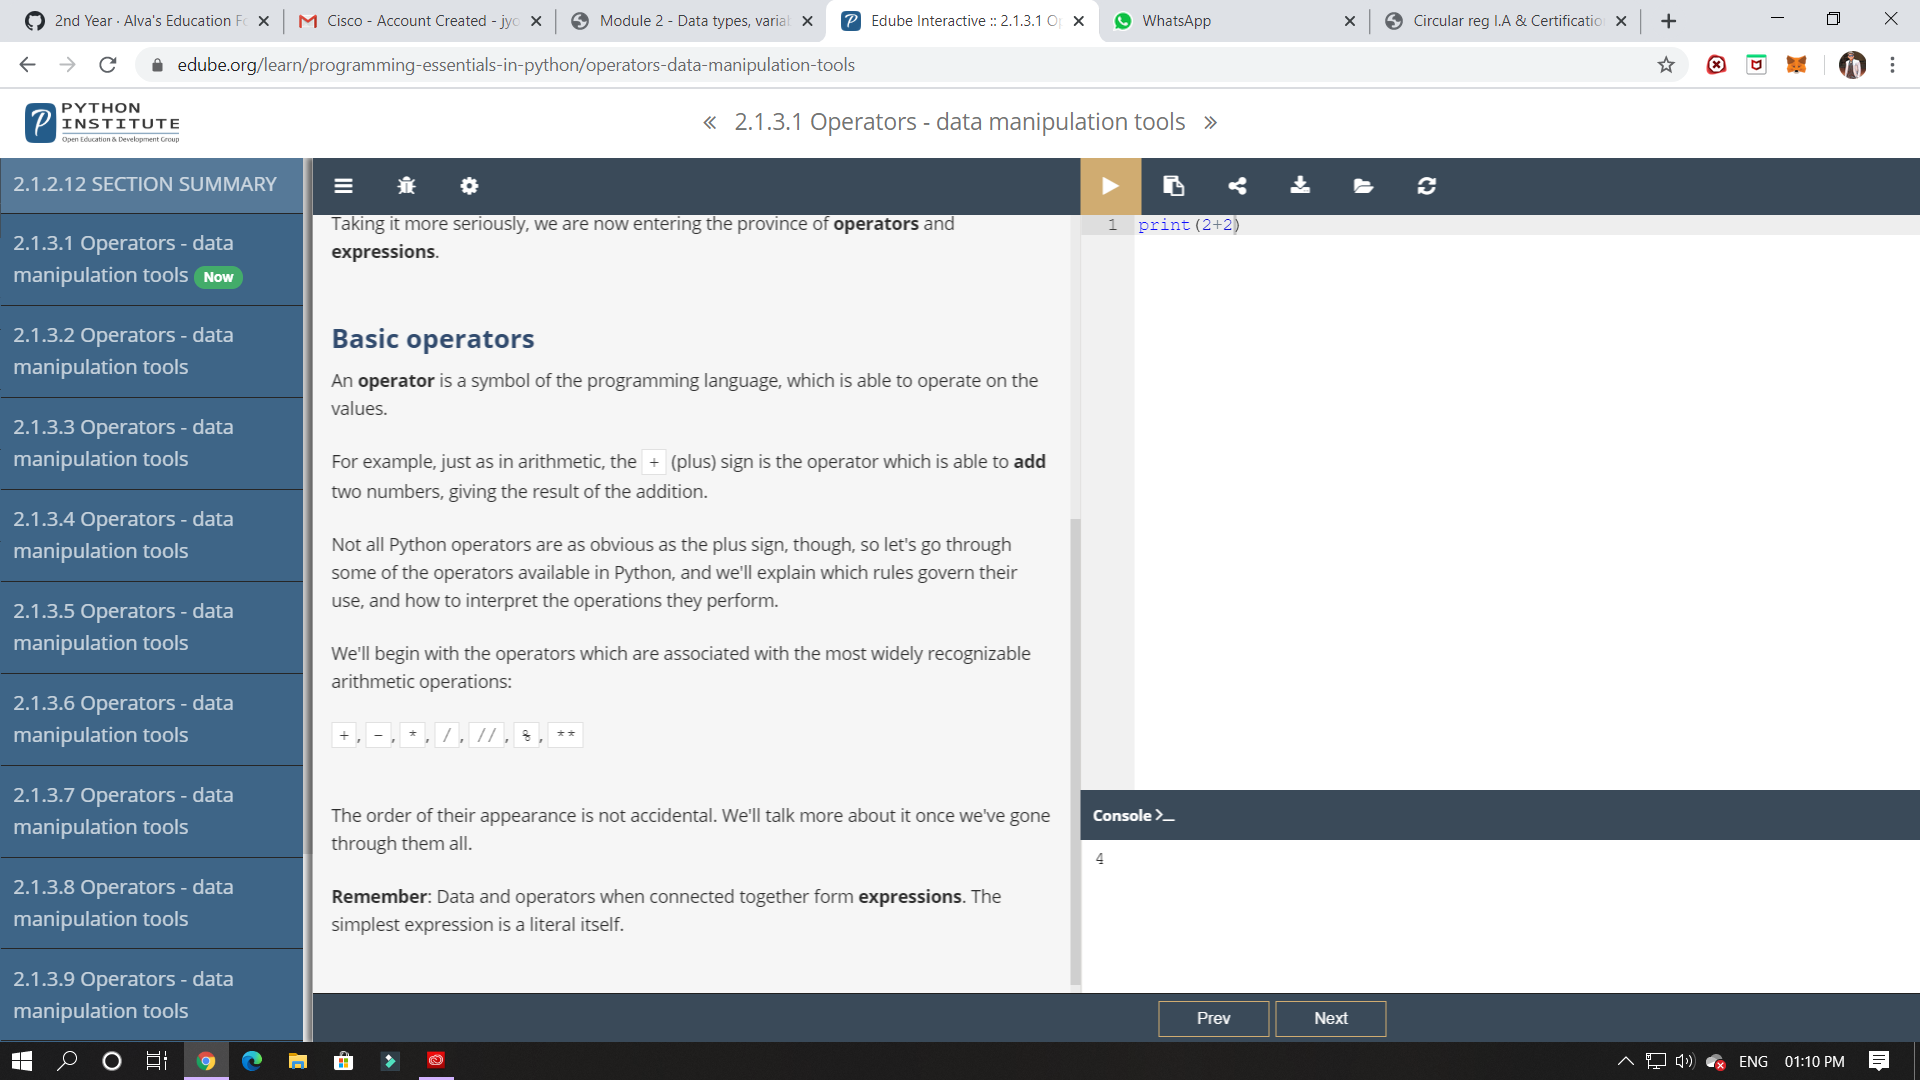 2nd Year · Alva's Education Fe
Cisco - Account Created - jyo
Module 2 - Data types, variab
Edube Interactive :: 2.1.3.1 Op
WhatsApp
Circular reg I.A & Certificatio
edube.org/learn/programming-essentials-in-python/operators-data-manipulation-tools
PYTHON
INSTITUTE
Open Education & Development Group
« 2.1.3.1 Operators - data manipulation tools »
2.1.2.12 SECTION SUMMARY
2.1.3.1 Operators - data
manipulation tools Now
2.1.3.2 Operators - data
manipulation tools
2.1.3.3 Operators - data
manipulation tools
2.1.3.4 Operators - data
manipulation tools
2.1.3.5 Operators - data
manipulation tools
2.1.3.6 Operators - data
manipulation tools
2.1.3.7 Operators - data
manipulation tools
2.1.3.8 Operators - data
manipulation tools
2.1.3.9 Operators - data
manipulation tools
Taking it more seriously, we are now entering the province of operators and
expressions.
Basic operators
An operator is a symbol of the programming language, which is able to operate on the
values.
For example, just as in arithmetic, the + (plus) sign is the operator which is able to add
two numbers, giving the result of the addition.
Not all Python operators are as obvious as the plus sign, though, so let's go through
some of the operators available in Python, and we'll explain which rules govern their
use, and how to interpret the operations they perform.
We'll begin with the operators which are associated with the most widely recognizable
arithmetic operations:
+, -, *, /, //, %, **
The order of their appearance is not accidental. We'll talk more about it once we've gone
through them all.
Remember: Data and operators when connected together form expressions. The
simplest expression is a literal itself.
1 print(2+2)
Console >_
4
Prev
Next
ENG
01:10 PM